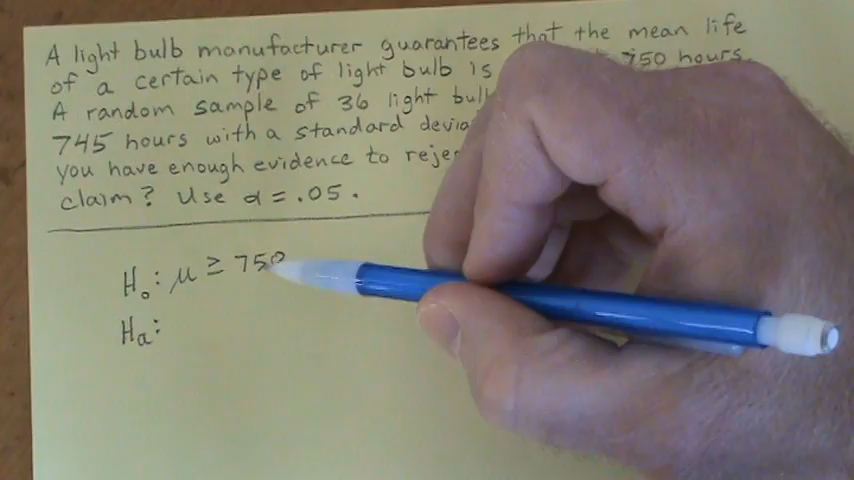 A light bulb manufacturer guarantees that the mean life
of a certain type of light bulb is 750 hours.
A random sample of 36 light
745 hours with a standard
you have enough evidence to
claim? Use α = .05.
H₀: μ ≥ 750
Hₐ: